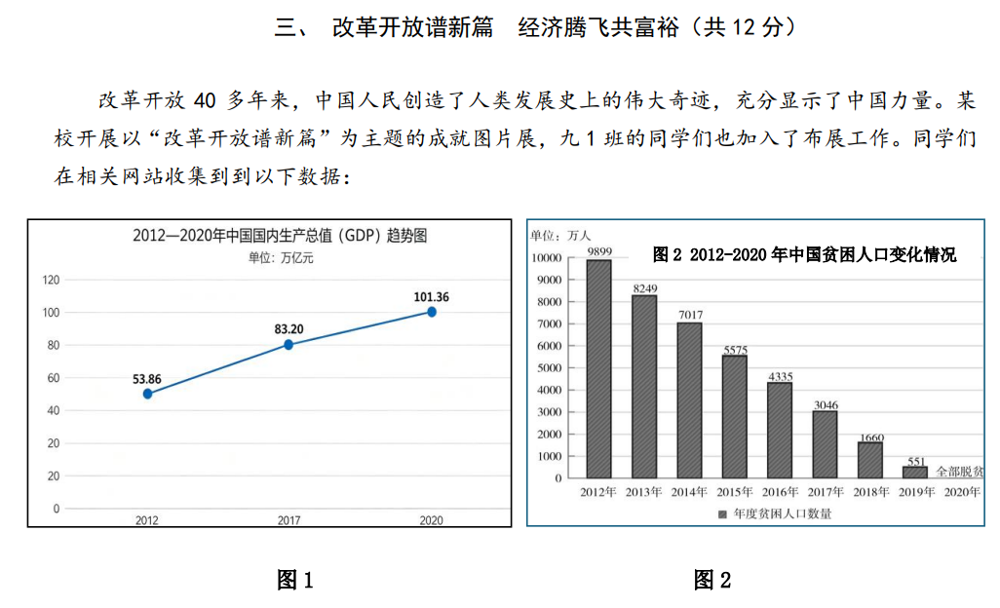 三、 改革开放谱新篇 经济腾飞共富裕（共12分）
改革开放 40 多年来，中国人民创造了人类发展史上的伟大奇迹，充分显示了中国力量。某
校开展以“改革开放谱新篇”为主题的成就图片展，九1班的同学们也加入了布展工作。同学们
在相关网站收集到到以下数据：
2012—2020年中国国内生产总值（GDP）趋势图
单位：万亿元
120
100
80
60
40
20
20
0
53.86
83.20
101.36
2012
2017
2020
单位：万人
图2 2012-2020 年中国贫困人口变化情况
10000
9000
8000
7000
6000
5000
4000
3000
2000
1000
0
9899
8249
7017
5575
4335
3046
1660
551
全部脱贫
2012年 2013年 2014年 2015年 2016年 2017年 2018年 2019年 2020年
年度贫困人口数量
图1
图2